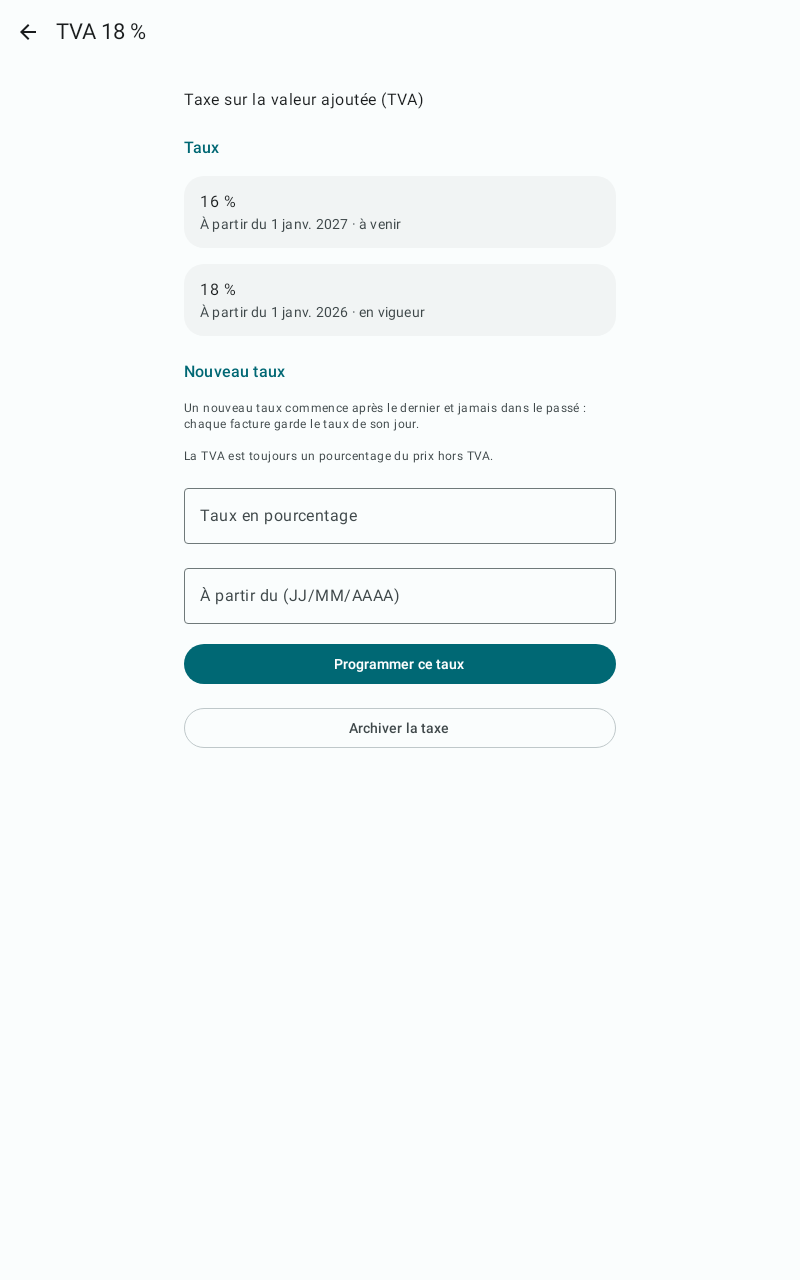 TVA 18 %
Taxe sur la valeur ajoutée (TVA)
Taux
16 %
À partir du 1 janv. 2027 · à venir
18 %
À partir du 1 janv. 2026 · en vigueur
Nouveau taux
Un nouveau taux commence après le dernier et jamais dans le passé :
chaque facture garde le taux de son jour.
La TVA est toujours un pourcentage du prix hors TVA.
Taux en pourcentage
À partir du (JJ/MM/AAAA)
Programmer ce taux
Archiver la taxe